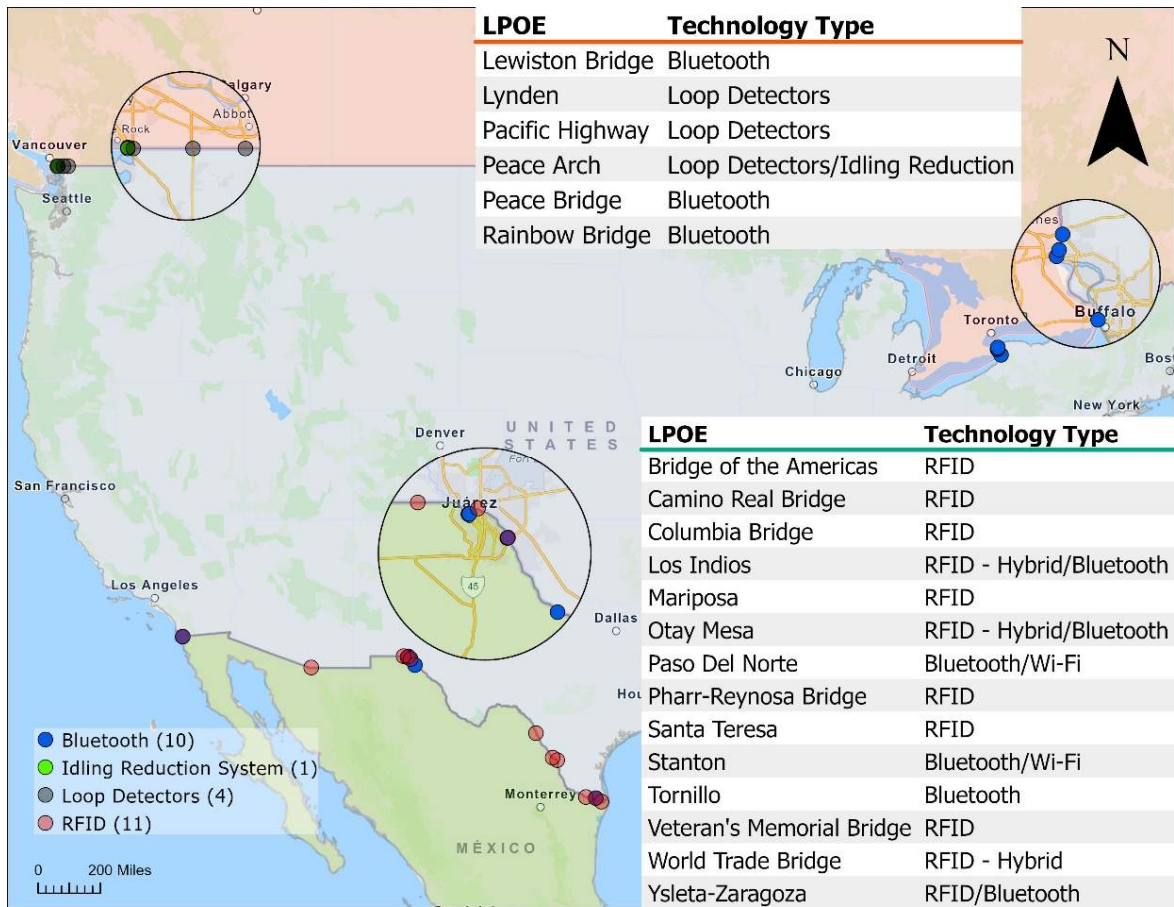 LPOE Technology Type
Lewiston Bridge Bluetooth
Lynden Loop Detectors
Pacific Highway Loop Detectors
Peace Arch Loop Detectors/Idling Reduction
Peace Bridge Bluetooth
Rainbow Bridge Bluetooth
N
Calgary
Abbot
Rock
Vancouver
Seattle
Toronto
Buffalo
Detroit
Chicago
Bos
New York
UNITED
STATES
Denver
San Francisco
Juárez
45
Los Angeles
Dallas
Hou
Monterrey
MÉXICO
LPOE Technology Type
Bridge of the Americas RFID
Camino Real Bridge RFID
Columbia Bridge RFID
Los Indios RFID - Hybrid/Bluetooth
Mariposa RFID
Otay Mesa RFID - Hybrid/Bluetooth
Paso Del Norte Bluetooth/Wi-Fi
Pharr-Reynosa Bridge RFID
Santa Teresa RFID
Stanton Bluetooth/Wi-Fi
Tornillo Bluetooth
Veteran's Memorial Bridge RFID
World Trade Bridge RFID - Hybrid
Ysleta-Zaragoza RFID/Bluetooth
Bluetooth (10)
Idling Reduction System (1)
Loop Detectors (4)
RFID (11)
0 200 Miles